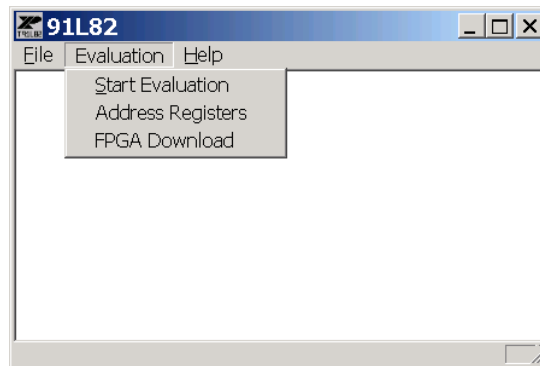 91L82
File Evaluation Help
Start Evaluation
Address Registers
FPGA Download